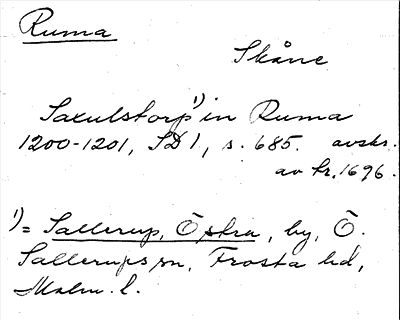 Ruma
Skåne
Saxulstorp¹) in Ruma
1200-1201, SD 1, s. 685. avskr.
av fr. 1696.
¹) = Sallerup, Östra, by, Ö.
Sallerups sn, Frosta hd,
Malm. l.